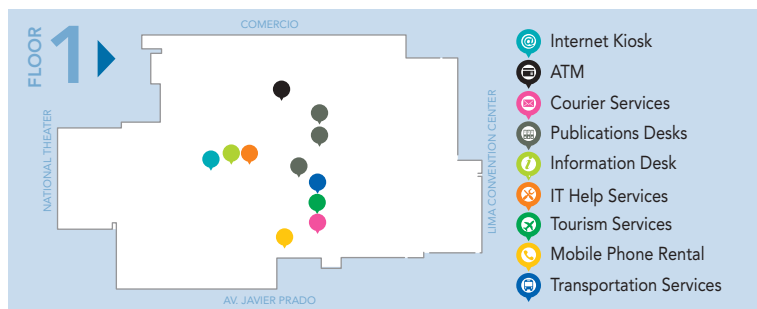 COMERCIO
FLOOR
1
NATIONAL THEATER
LIMA CONVENTION CENTER
AV. JAVIER PRADO
@ Internet Kiosk
ATM
Courier Services
Publications Desks
i Information Desk
IT Help Services
Tourism Services
Mobile Phone Rental
Transportation Services